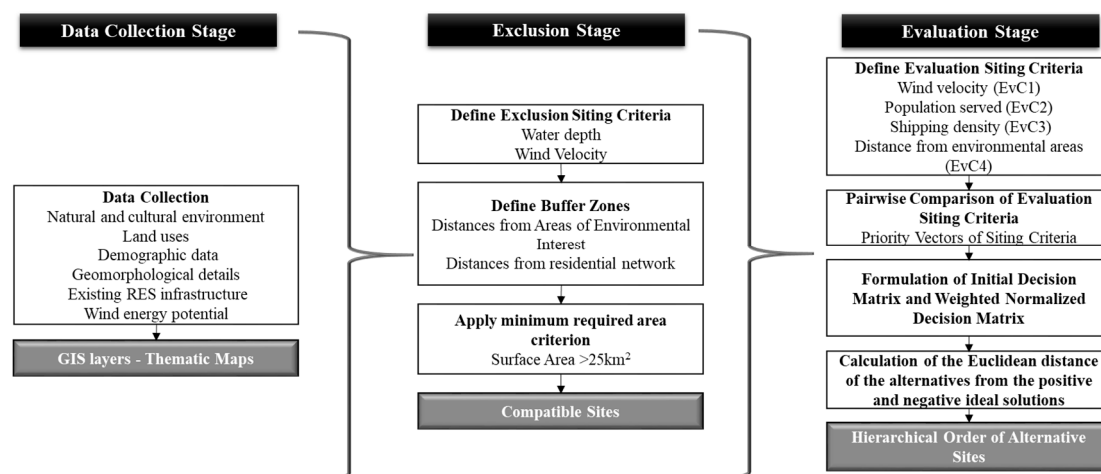 Data Collection Stage
Data Collection
Natural and cultural environment
Land uses
Demographic data
Geomorphological details
Existing RES infrastructure
Wind energy potential
GIS layers - Thematic Maps
Exclusion Stage
Define Exclusion Siting Criteria
Water depth
Wind Velocity
Define Buffer Zones
Distances from Areas of Environmental
Interest
Distances from residential network
Apply minimum required area
criterion
Surface Area >25km²
Compatible Sites
Evaluation Stage
Define Evaluation Siting Criteria
Wind velocity (EvC1)
Population served (EvC2)
Shipping density (EvC3)
Distance from environmental areas
(EvC4)
Pairwise Comparison of Evaluation
Siting Criteria
Priority Vectors of Siting Criteria
Formulation of Initial Decision
Matrix and Weighted Normalized
Decision Matrix
Calculation of the Euclidean distance
of the alternatives from the positive
and negative ideal solutions
Hierarchical Order of Alternative
Sites